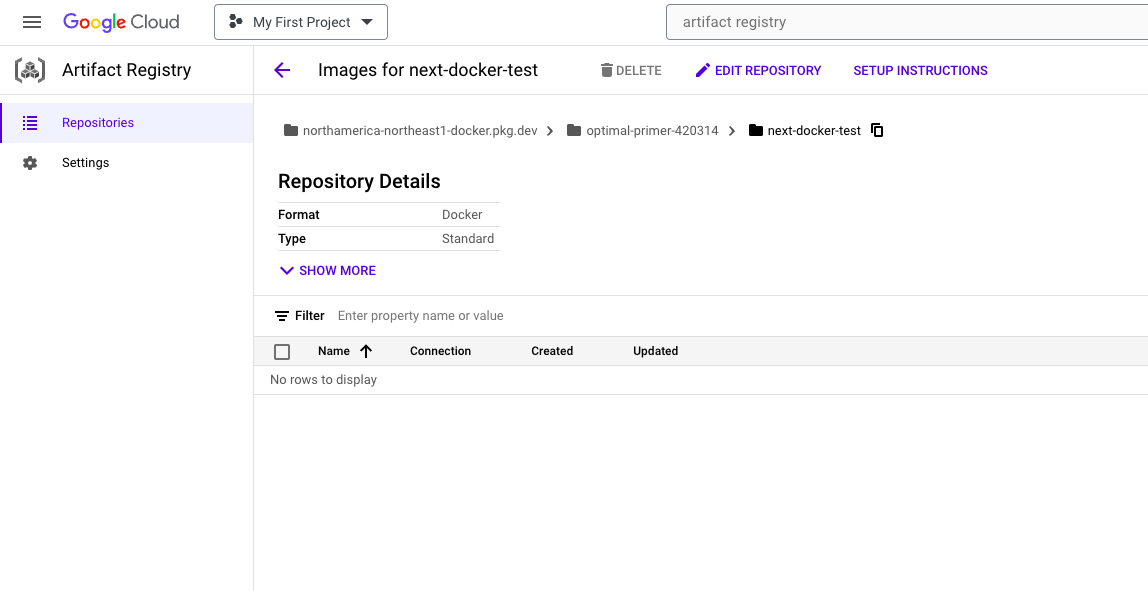 Google Cloud
My First Project
artifact registry
Artifact Registry
Images for next-docker-test
DELETE
EDIT REPOSITORY
SETUP INSTRUCTIONS
Repositories
Settings
northamerica-northeast1-docker.pkg.dev
optimal-primer-420314
next-docker-test
Repository Details
Format Docker
Type Standard
SHOW MORE
Filter Enter property name or value
Name Connection Created Updated
No rows to display